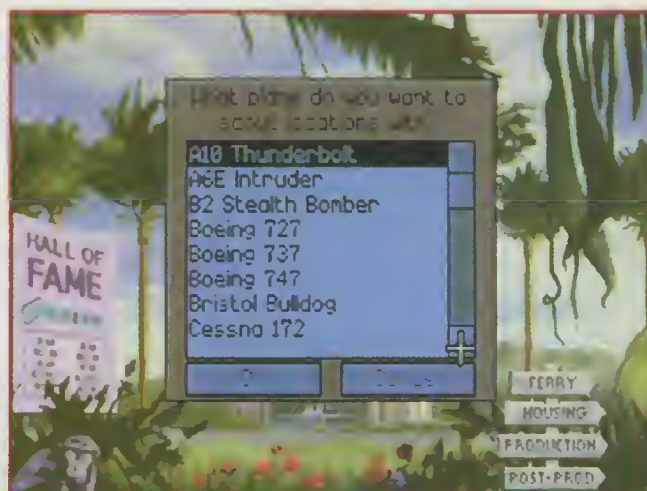 What plane do you want to
scout locations with
A10 Thunderbolt
A6E Intruder
B2 Stealth Bomber
Boeing 727
Boeing 737
Boeing 747
Bristol Bulldog
Cessna 172
HALL OF
FAME
FERRY
HOUSING
PRODUCTION
POST-PROD